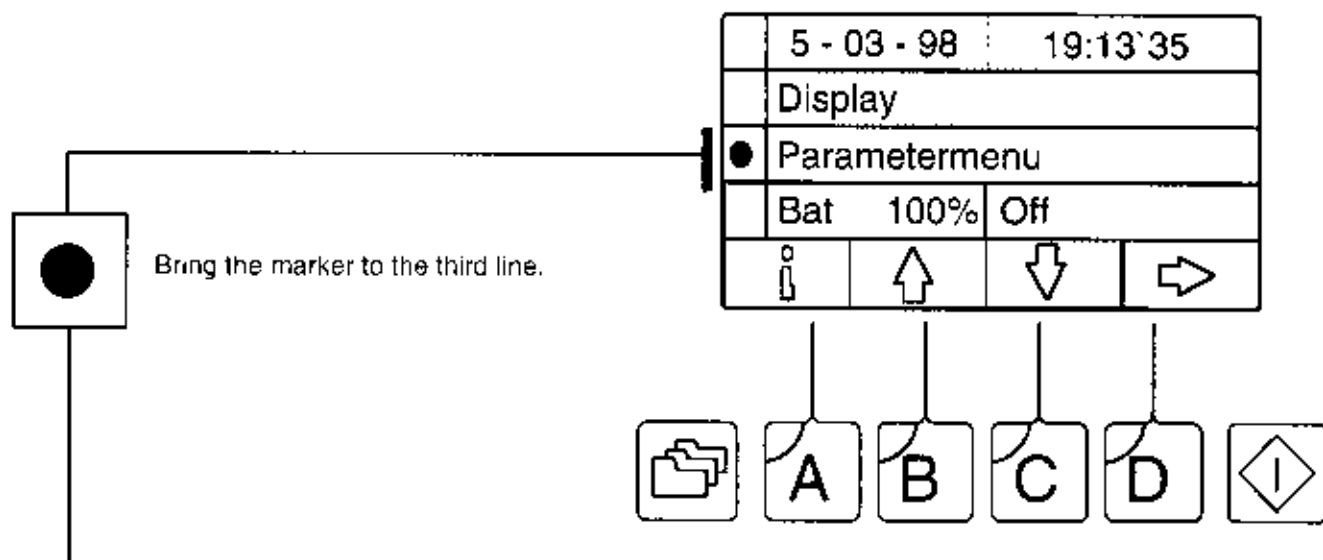 5 - 03 - 98 19:13`35
Display
Parametermenu
Bat 100% Off
Bring the marker to the third line.
i
A B C D
I